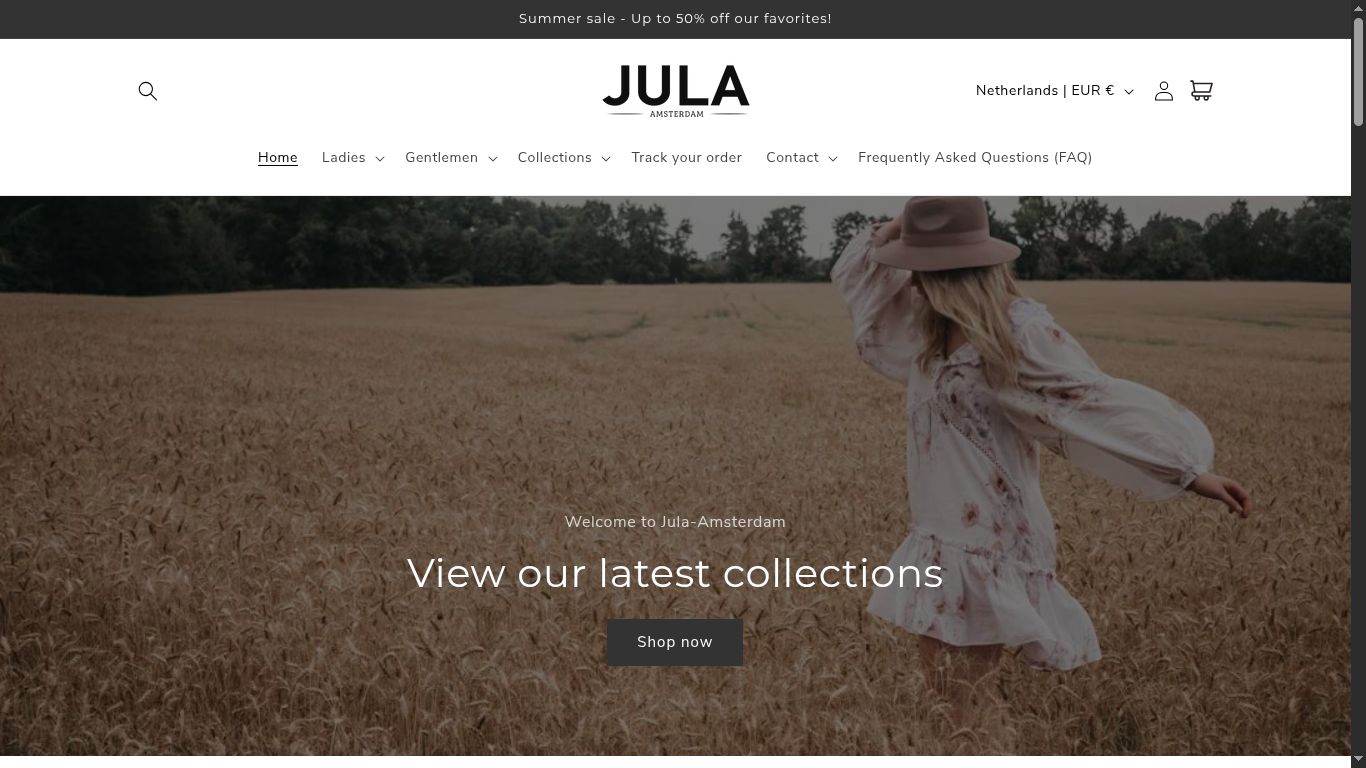 Summer sale - Up to 50% off our favorites!
JULA
AMSTERDAM
Netherlands | EUR €
Home Ladies Gentlemen Collections Track your order Contact Frequently Asked Questions (FAQ)
Welcome to Jula-Amsterdam
View our latest collections
Shop now